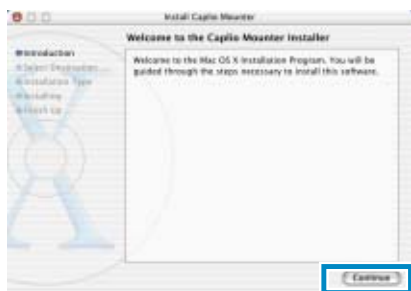 Install Caplio Mounter
Welcome to the Caplio Mounter Installer
Introduction
Select Destination
Installation Type
Installing
Finish Up
Welcome to the Mac OS X Installation Program. You will be
guided through the steps necessary to install this software.
Continue